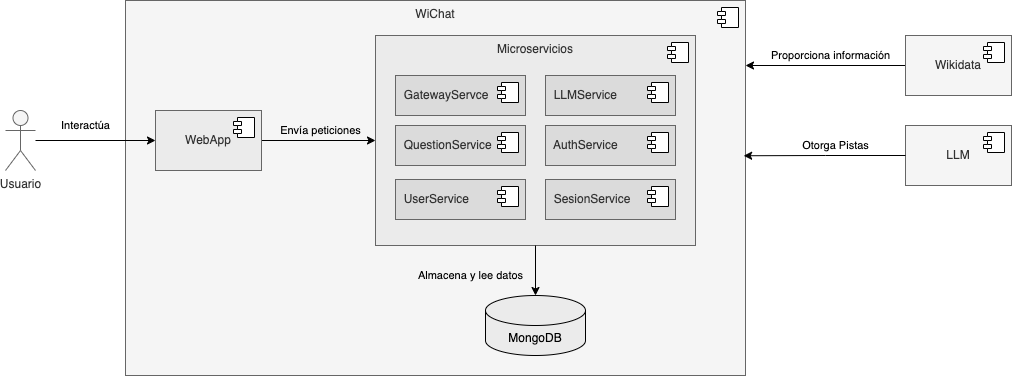 WiChat
Microservicios
Proporciona información
Wikidata
GatewayServce
LLMService
Interactúa
WebApp
Envía peticiones
QuestionService
AuthService
Otorga Pistas
LLM
Usuario
UserService
SesionService
Almacena y lee datos
MongoDB